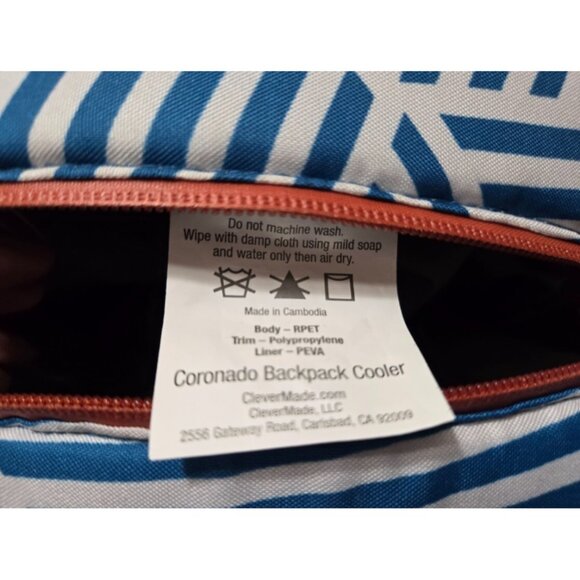 Do not machine wash.
Wipe with damp cloth using mild soap
and water only then air dry.
Made in Cambodia
Body – RPET
Trim – Polypropylene
Liner – PEVA
Coronado Backpack Cooler
CleverMade.com
CleverMade, LLC
2556 Gateway Road, Carlsbad, CA 92009